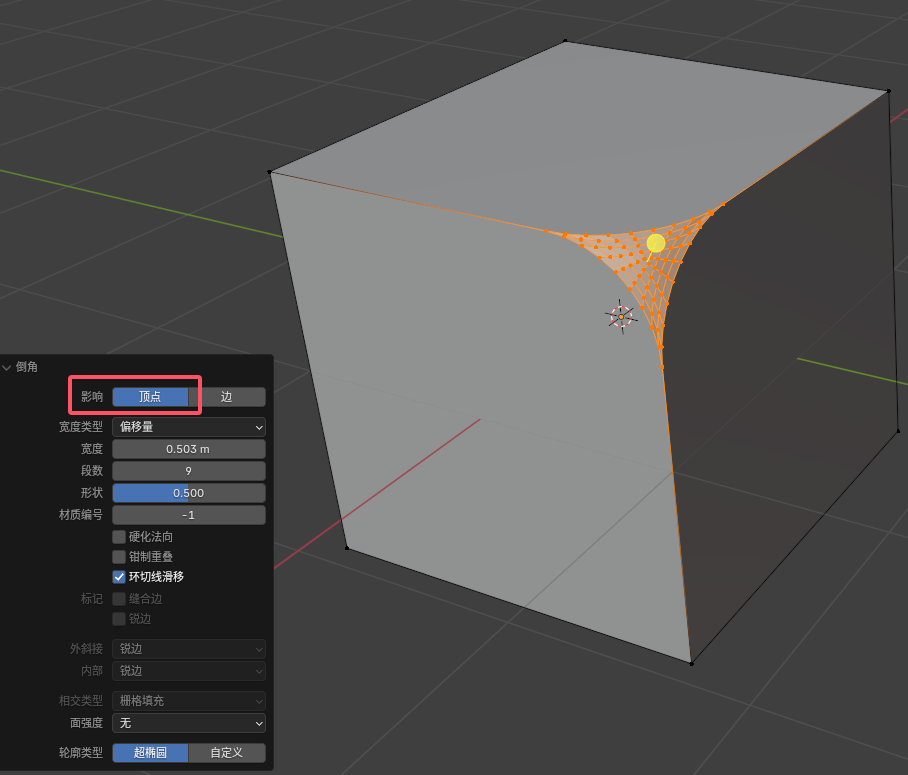 倒角
影响 顶点 边
宽度类型 偏移量
宽度 0.503 m
段数 9
形状 0.500
材质编号 -1
硬化法向
钳制重叠
环切线滑移
标记 缝合边
锐边
外斜接 锐边
内部 锐边
相交类型 栅格填充
面强度 无
轮廓类型 超椭圆 自定义